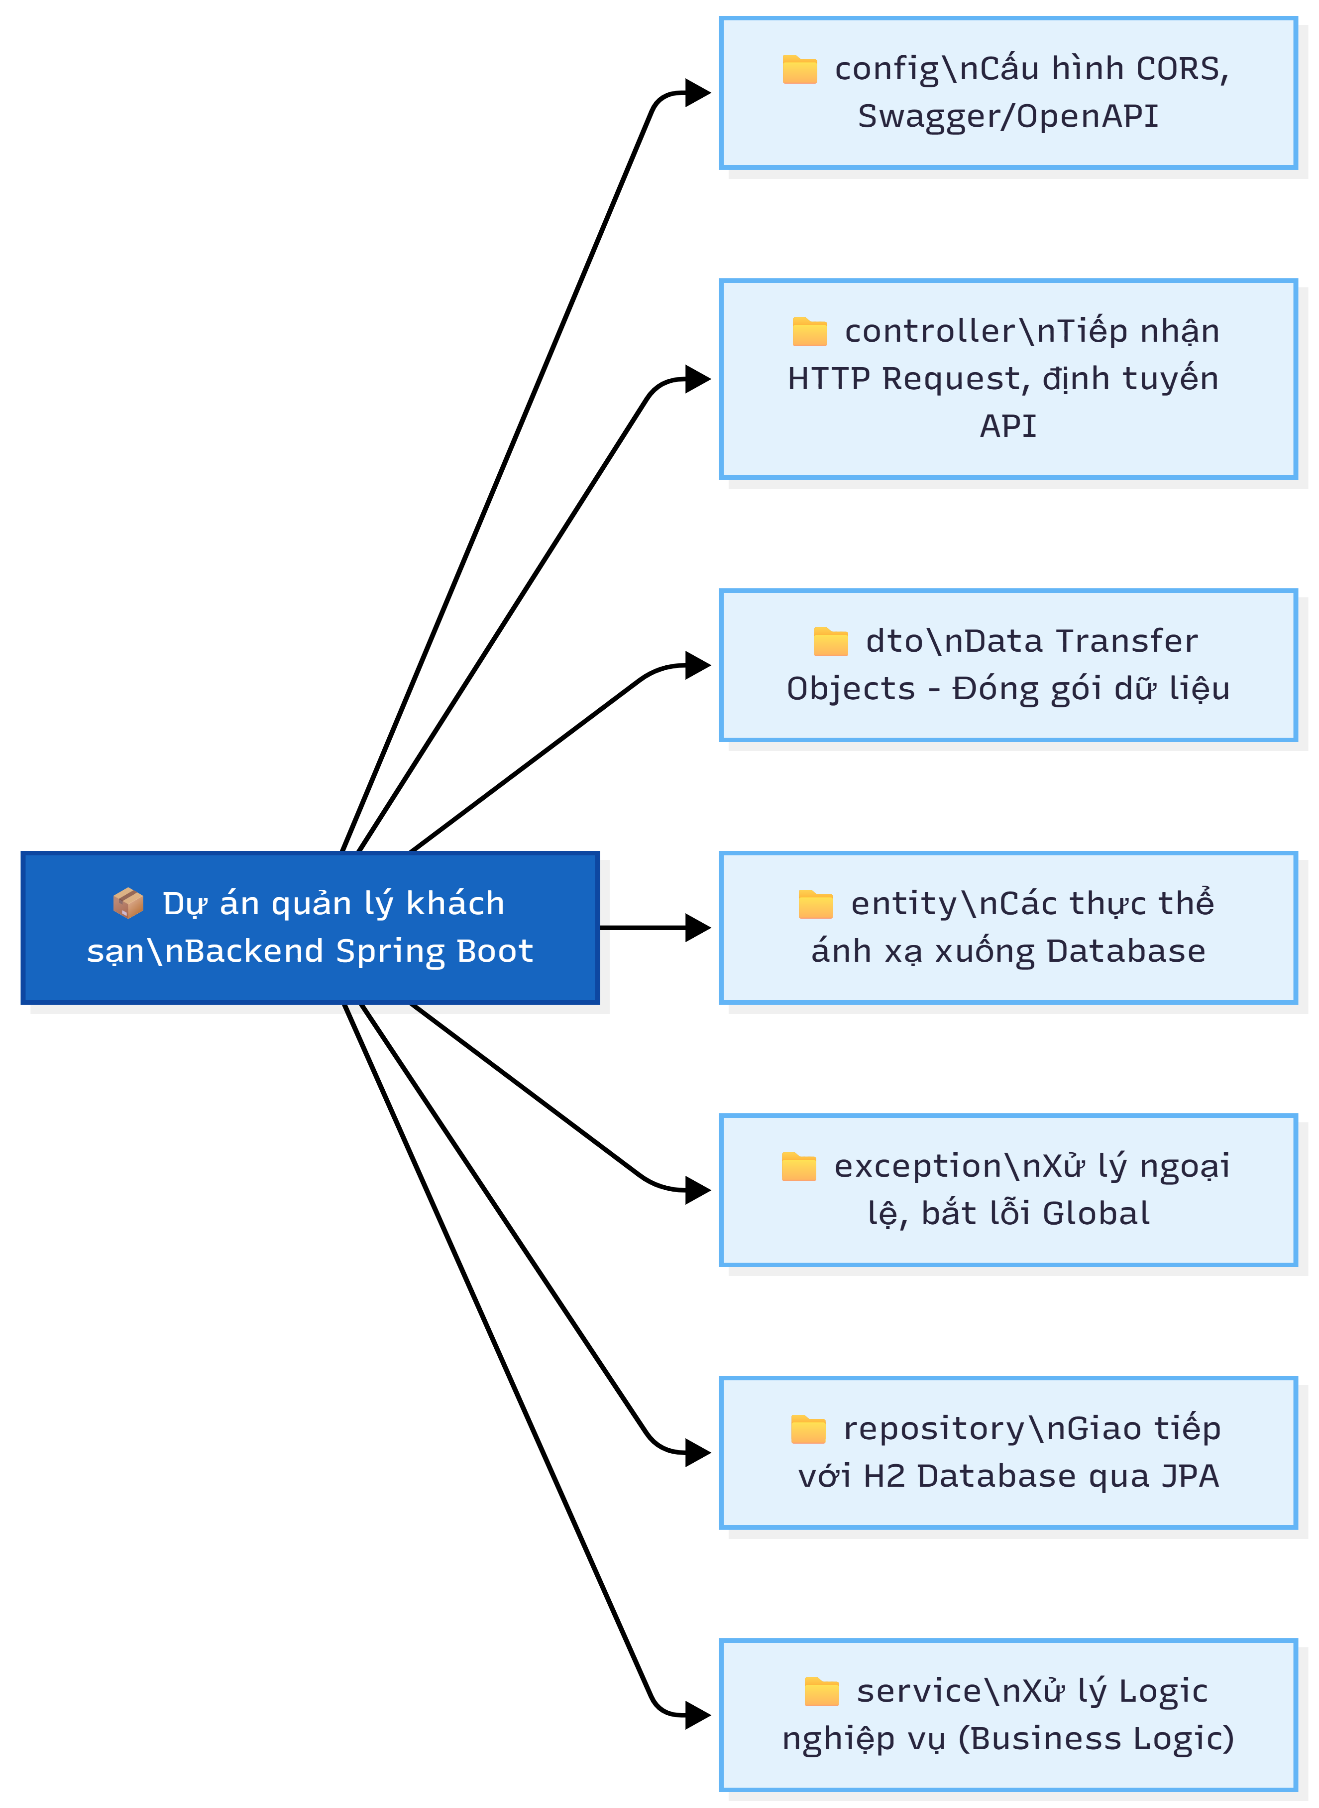 📁 config\nCấu hình CORS,
Swagger/OpenAPI
📁 controller\nTiếp nhận
HTTP Request, định tuyến
API
📁 dto\nData Transfer
Objects - Đóng gói dữ liệu
📦 Dự án quản lý khách
sạn\nBackend Spring Boot
📁 entity\nCác thực thể
ánh xạ xuống Database
📁 exception\nXử lý ngoại
lệ, bắt lỗi Global
📁 repository\nGiao tiếp
với H2 Database qua JPA
📁 service\nXử lý Logic
nghiệp vụ (Business Logic)